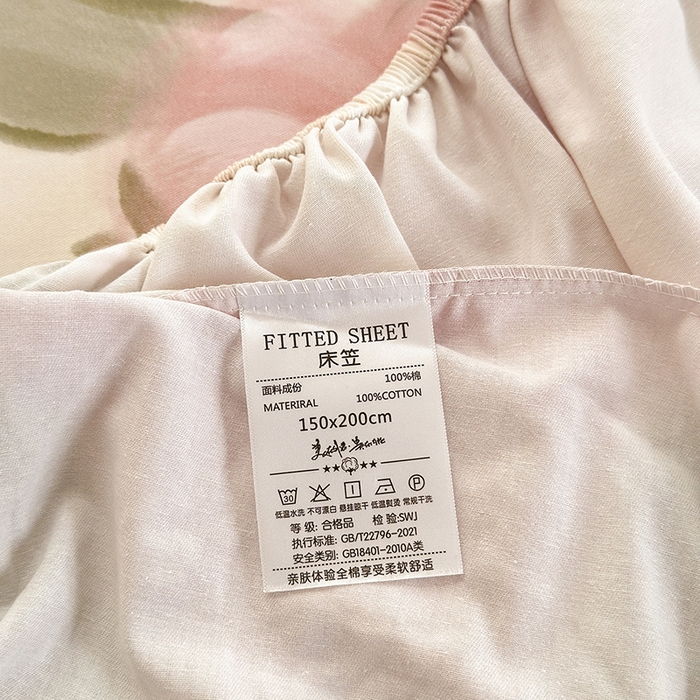 FITTED SHEET
床笠
面料成份 100%棉
MATERIRAL 100%COTTON
150x200cm
30 P
低温水洗 不可漂白 悬挂晾干 低温熨烫 常规干洗
等 级: 合格品 检 验:SWJ
执行标准: GB/T22796-2021
安全类别: GB18401-2010A类
亲肤体验全棉享受柔软舒适